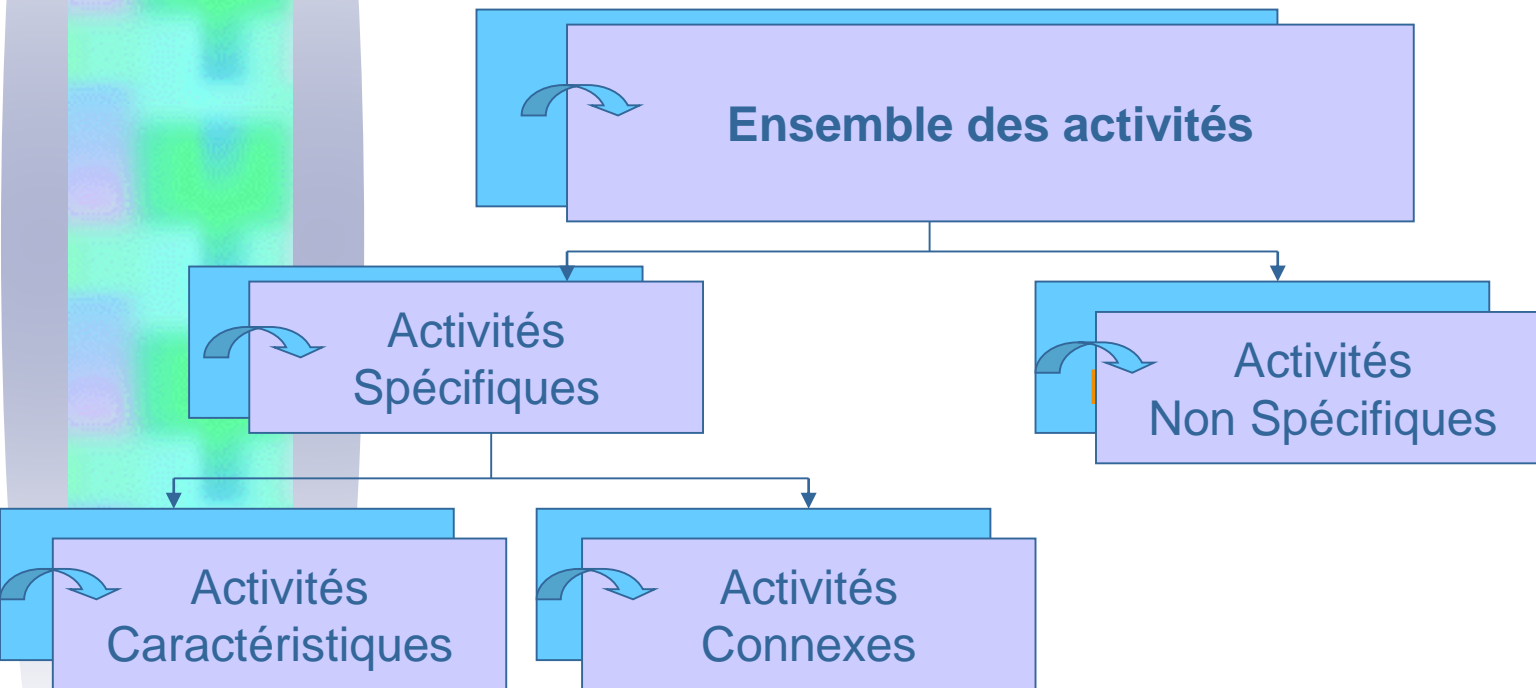 Ensemble des activités
Activités
Spécifiques
Activités
Non Spécifiques
Activités
Caractéristiques
Activités
Connexes